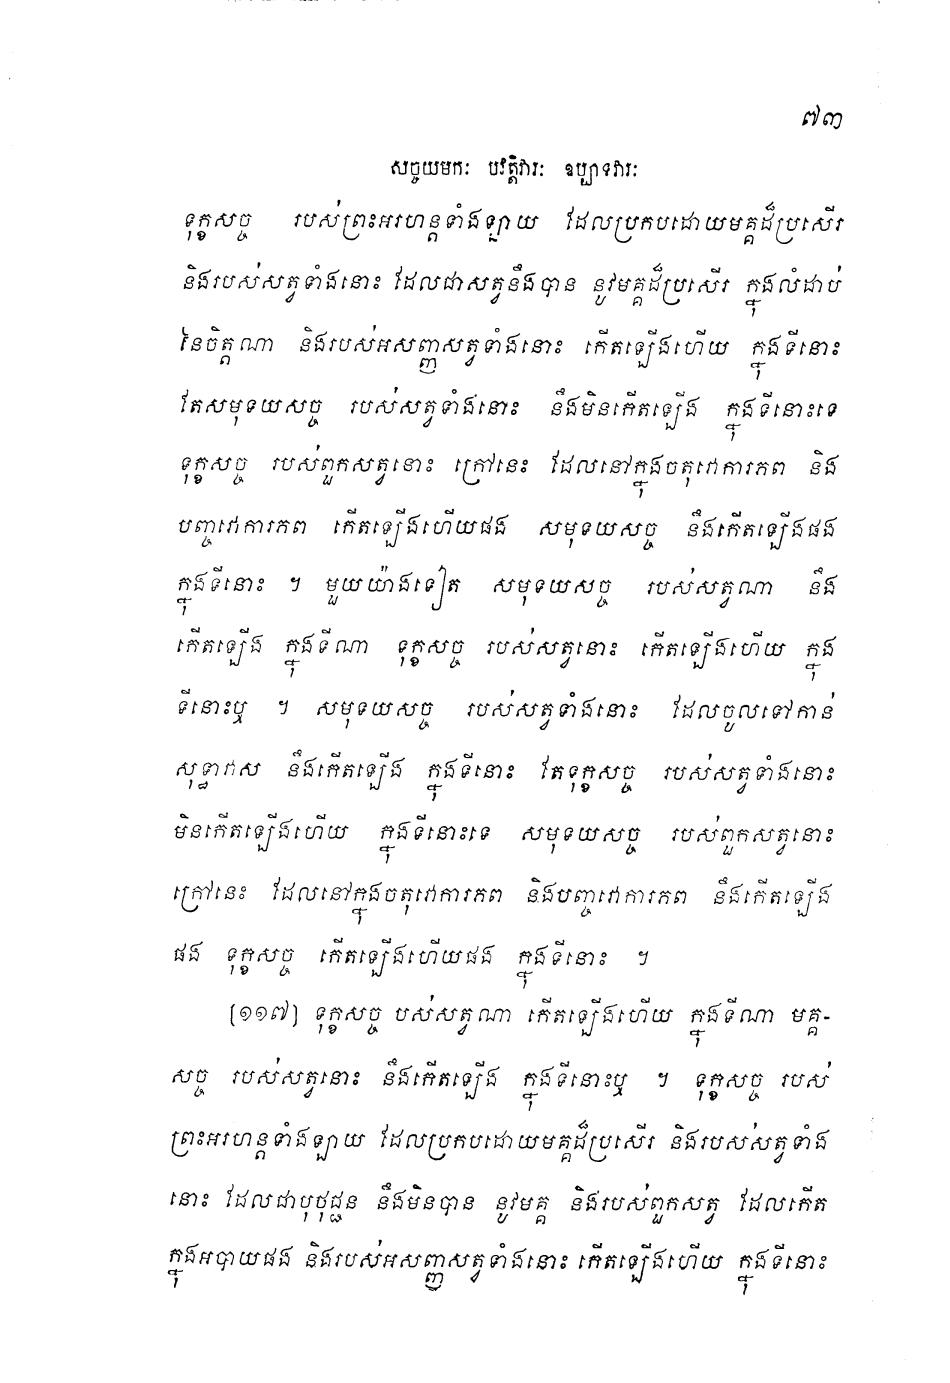 ៧៣
សច្ចយមកៈ បវត្តិវារៈ ឧប្បាទវារៈ
ទុក្ខសច្ច របស់ព្រះអរហន្តទាំងឡាយ ដែលប្រកបដោយមគ្គដ៏ប្រសើរ
និងរបស់សត្វទាំងនោះ ដែលជាសត្វនឹងបាន នូវមគ្គដ៏ប្រសើរ ក្នុងលំដាប់
នៃចិត្តណា និងរបស់អសញ្ញសត្វទាំងនោះ កើតឡើងហើយ ក្នុងទីនោះ
តែសមុទយសច្ច របស់សត្វទាំងនោះ នឹងមិនកើតឡើង ក្នុងទីនោះទេ
ទុក្ខសច្ច របស់ពួកសត្វនោះ ក្រៅនេះ ដែលនៅក្នុងចតុវោការភព និង
បញ្ចវោការភព កើតឡើងហើយផង សមុទយសច្ច នឹងកើតឡើងផង
ក្នុងទីនោះ ។ មួយយ៉ាងទៀត សមុទយសច្ច របស់សត្វណា នឹង
កើតឡើង ក្នុងទីណា ទុក្ខសច្ច របស់សត្វនោះ កើតឡើងហើយ ក្នុង
ទីនោះឬ ។ សមុទយសច្ច របស់សត្វទាំងនោះ ដែលចូលទៅកាន់
សុទ្ធាវាស នឹងកើតឡើង ក្នុងទីនោះ តែទុក្ខសច្ច របស់សត្វទាំងនោះ
មិនកើតឡើងហើយ ក្នុងទីនោះទេ សមុទយសច្ច របស់ពួកសត្វនោះ
ក្រៅនេះ ដែលនៅក្នុងចតុវោការភព និងបញ្ចវោការភព នឹងកើតឡើង
ផង ទុក្ខសច្ច កើតឡើងហើយផង ក្នុងទីនោះ ។
[១១៧] ទុក្ខសច្ច បស់សត្វណា កើតឡើងហើយ ក្នុងទីណា មគ្គ-
សច្ច របស់សត្វនោះ នឹងកើតឡើង ក្នុងទីនោះឬ ។ ទុក្ខសច្ច របស់
ព្រះអរហន្តទាំងឡាយ ដែលប្រកបដោយមគ្គដ៏ប្រសើរ និងរបស់សត្វទាំង
នោះ ដែលជាបុថុជ្ជន នឹងមិនបាន នូវមគ្គ និងរបស់ពួកសត្វ ដែលកើត
ក្នុងអបាយផង និងរបស់អសញ្ញសត្វទាំងនោះ កើតឡើងហើយ ក្នុងទីនោះ